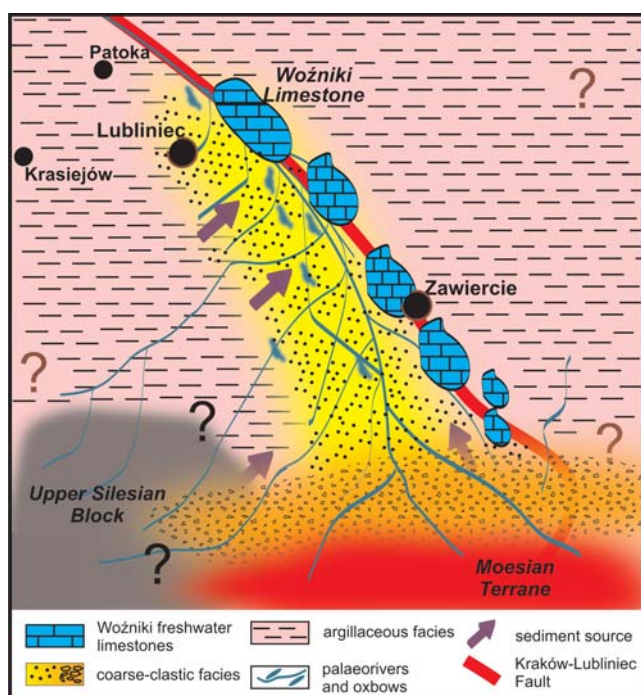 Patoka
Woźniki
Limestone
?
Lubliniec
Krasiejów
Zawiercie
?
?
?
Upper Silesian
Block
?
Moesian
Terrane
Woźniki freshwater
limestones
argillaceous facies
sediment source
coarse-clastic facies
palaeorivers
and oxbows
Kraków-Lubliniec
Fault